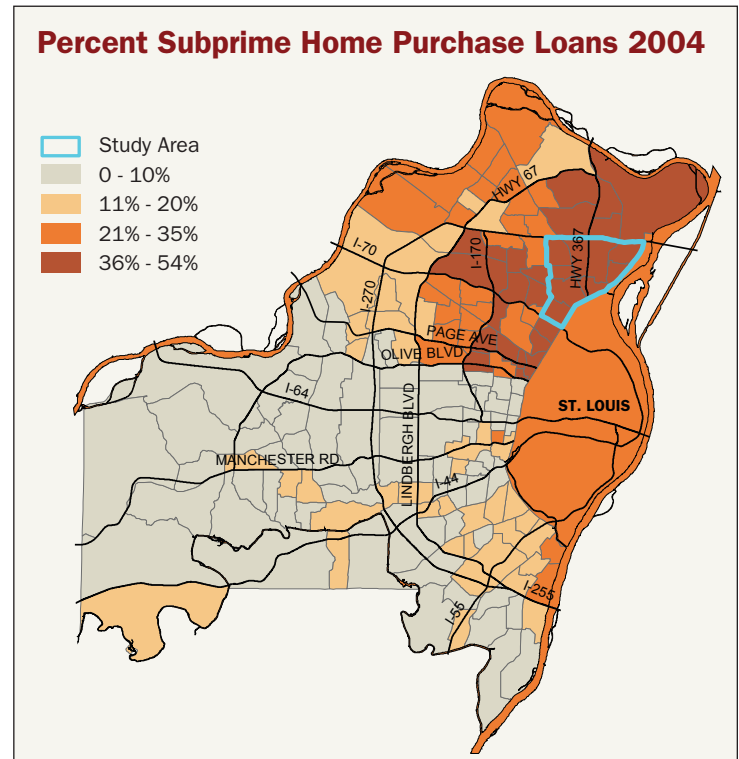 Percent Subprime Home Purchase Loans 2004
Study Area
0 - 10%
11% - 20%
21% - 35%
36% - 54%
HWY 67
I-70
I-170
HWY 367
I-270
PAGE AVE
OLIVE BLVD
I-64
LINDBERGH BLVD
ST. LOUIS
MANCHESTER RD
I-44
I-255
I-55